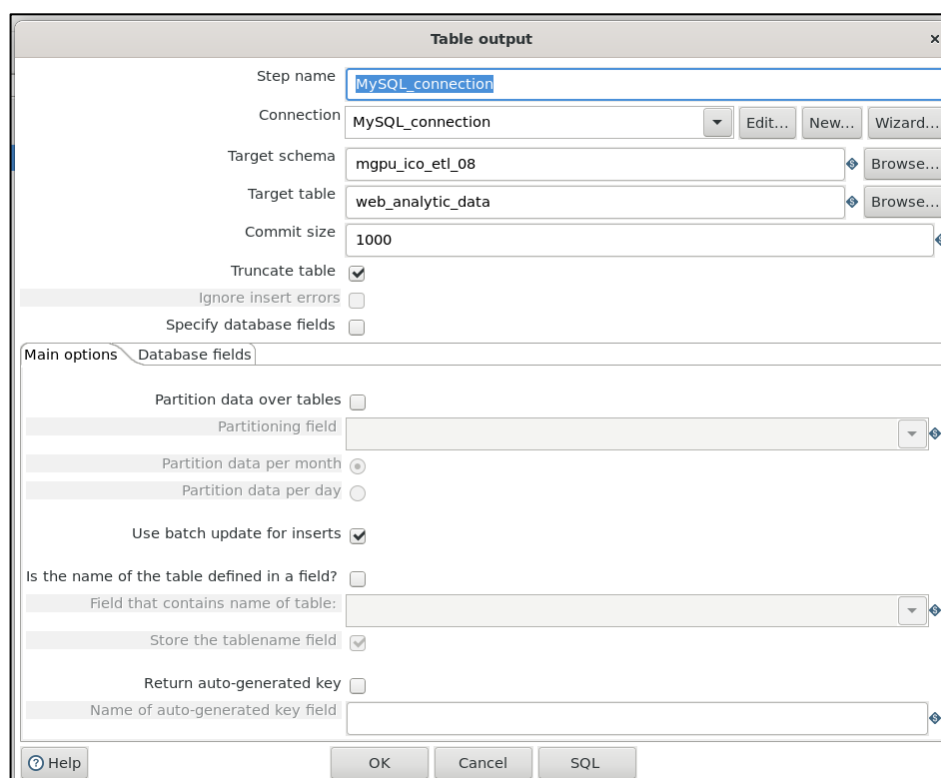 Table output
Step name MySQL_connection
Connection MySQL_connection Edit... New... Wizard...
Target schema mgpu_ico_etl_08 Browse...
Target table web_analytic_data Browse...
Commit size 1000
Truncate table
Ignore insert errors
Specify database fields
Main options Database fields
Partition data over tables
Partitioning field
Partition data per month
Partition data per day
Use batch update for inserts
Is the name of the table defined in a field?
Field that contains name of table:
Store the tablename field
Return auto-generated key
Name of auto-generated key field
Help OK Cancel SQL